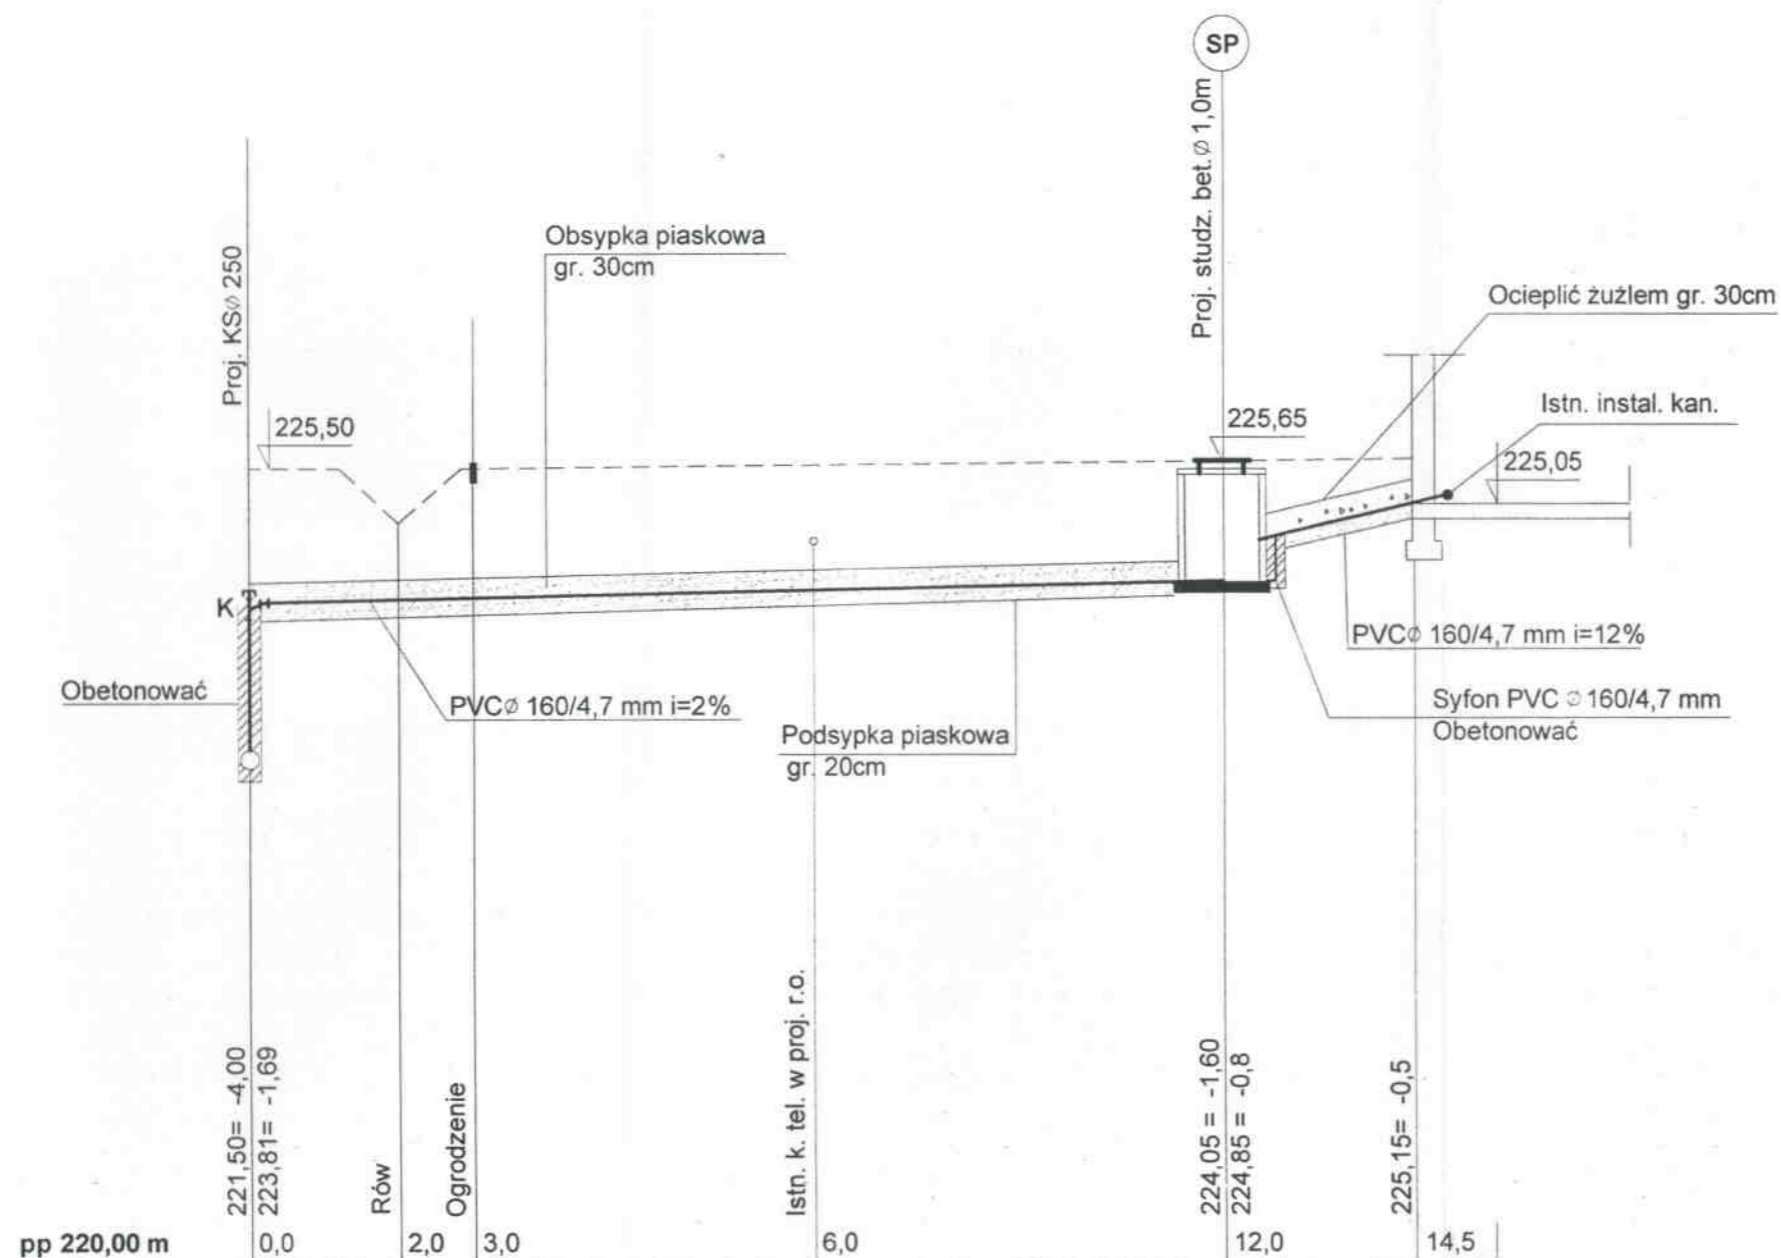 SP
Proj. studz. bet. ∅ 1,0m
Proj. KS∅ 250
Obsypka piaskowa
gr. 30cm
Ocieplić żużlem gr. 30cm
Istn. instal. kan.
225,50
225,65
225,05
K
Obetonować
PVC∅ 160/4,7 mm i=2%
Podsypka piaskowa
gr. 20cm
PVC∅ 160/4,7 mm i=12%
Syfon PVC ∅ 160/4,7 mm
Obetonować
221,50= -4,00
223,81= -1,69
Rów
Ogrodzenie
Istn. k. tel. w proj. r.o.
224,05 = -1,60
224,85 = -0,8
225,15= -0,5
pp 220,00 m
0,0
2,0
3,0
6,0
12,0
14,5